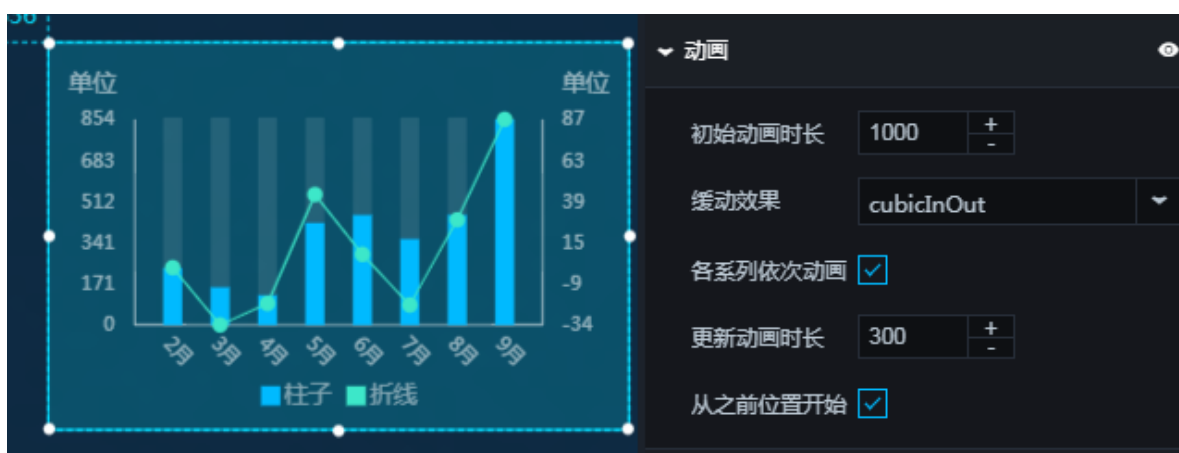 56
单位 单位
854 87
683 63
512 39
341 15
171 -9
0 -34
2月 3月 4月 5月 6月 7月 8月 9月
柱子 折线
动画
初始动画时长 1000 + -
缓动效果 cubicInOut
各系列依次动画
更新动画时长 300 + -
从之前位置开始